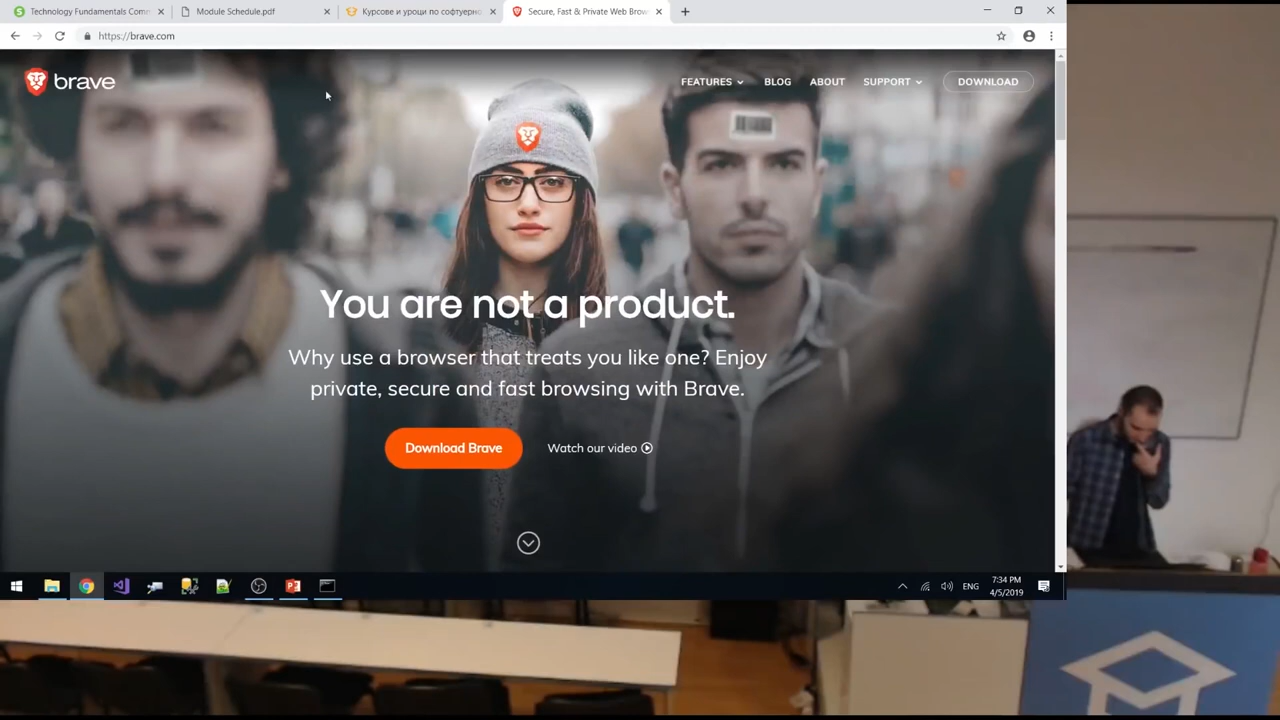 Technology Fundamentals Comm
Module Schedule.pdf
Курсове и уроци по софтуерно
Secure, Fast & Private Web Brow
https://brave.com
brave
FEATURES
BLOG
ABOUT
SUPPORT
DOWNLOAD
You are not a product.
Why use a browser that treats you like one? Enjoy
private, secure and fast browsing with Brave.
Download Brave
Watch our video
ENG
7:34 PM
4/5/2019